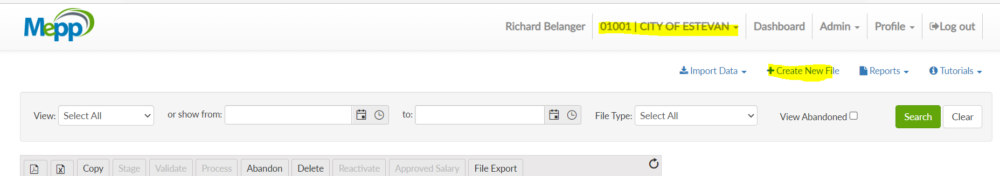 Mepp
Richard Belanger 01001 | CITY OF ESTEVAN Dashboard Admin Profile Log out
Import Data Create New File Reports Tutorials
View: Select All or show from: to: File Type: Select All View Abandoned Search Clear
Copy Stage Validate Process Abandon Delete Reactivate Approved Salary File Export